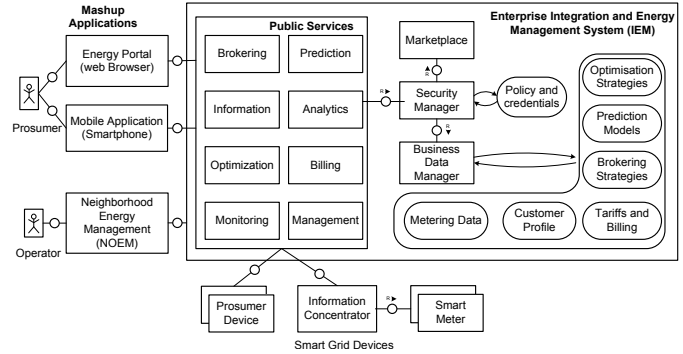 Mashup
Applications
Energy Portal
(web Browser)
Prosumer
Mobile Application
(Smartphone)
Neighborhood
Energy
Management
(NOEM)
Operator
Public Services
Brokering
Prediction
Information
Analytics
Optimization
Billing
Monitoring
Management
Enterprise Integration and Energy
Management System (IEM)
Marketplace
R
R
Security
Manager
Policy and
credentials
R
Business
Data
Manager
Optimisation
Strategies
Prediction
Models
Brokering
Strategies
Metering Data
Customer
Profile
Tariffs and
Billing
Prosumer
Device
Information
Concentrator
R
Smart
Meter
Smart Grid Devices